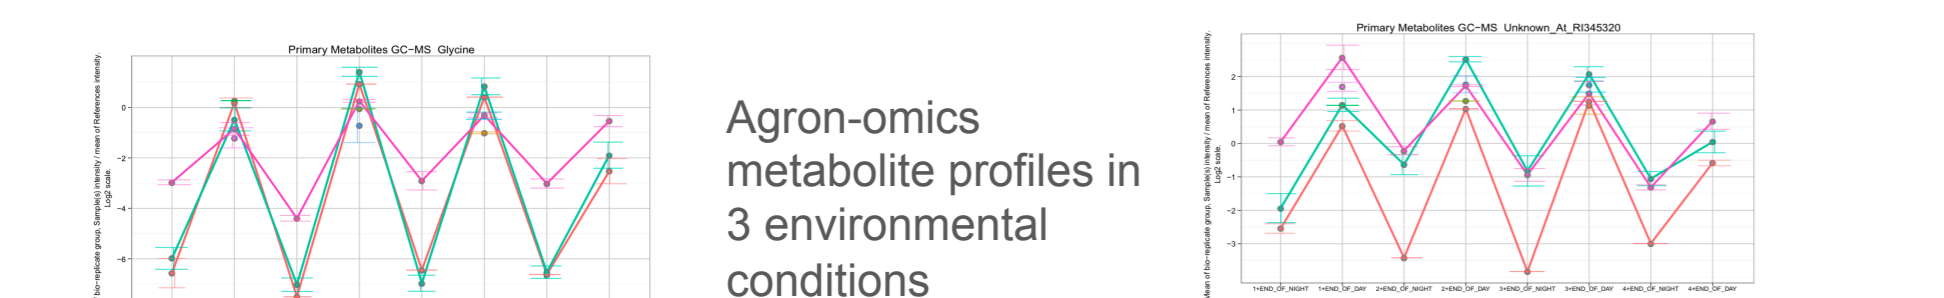 Primary Metabolites GC−MS  Glycine
bio−replicate group. Sample(s) intensity / mean of References intensity.
Log2 scale.
0
−2
−4
−6
Agron-omics
metabolite profiles in
3 environmental
conditions
Primary Metabolites GC−MS  Unknown_At_RI345320
Mean of bio−replicate group. Sample(s) intensity / mean of References intensity.
Log2 scale.
2
1
0
−1
−2
−3
1+END_OF_NIGHT 1+END_OF_DAY 2+END_OF_NIGHT 2+END_OF_DAY 3+END_OF_NIGHT 3+END_OF_DAY 4+END_OF_NIGHT 4+END_OF_DAY